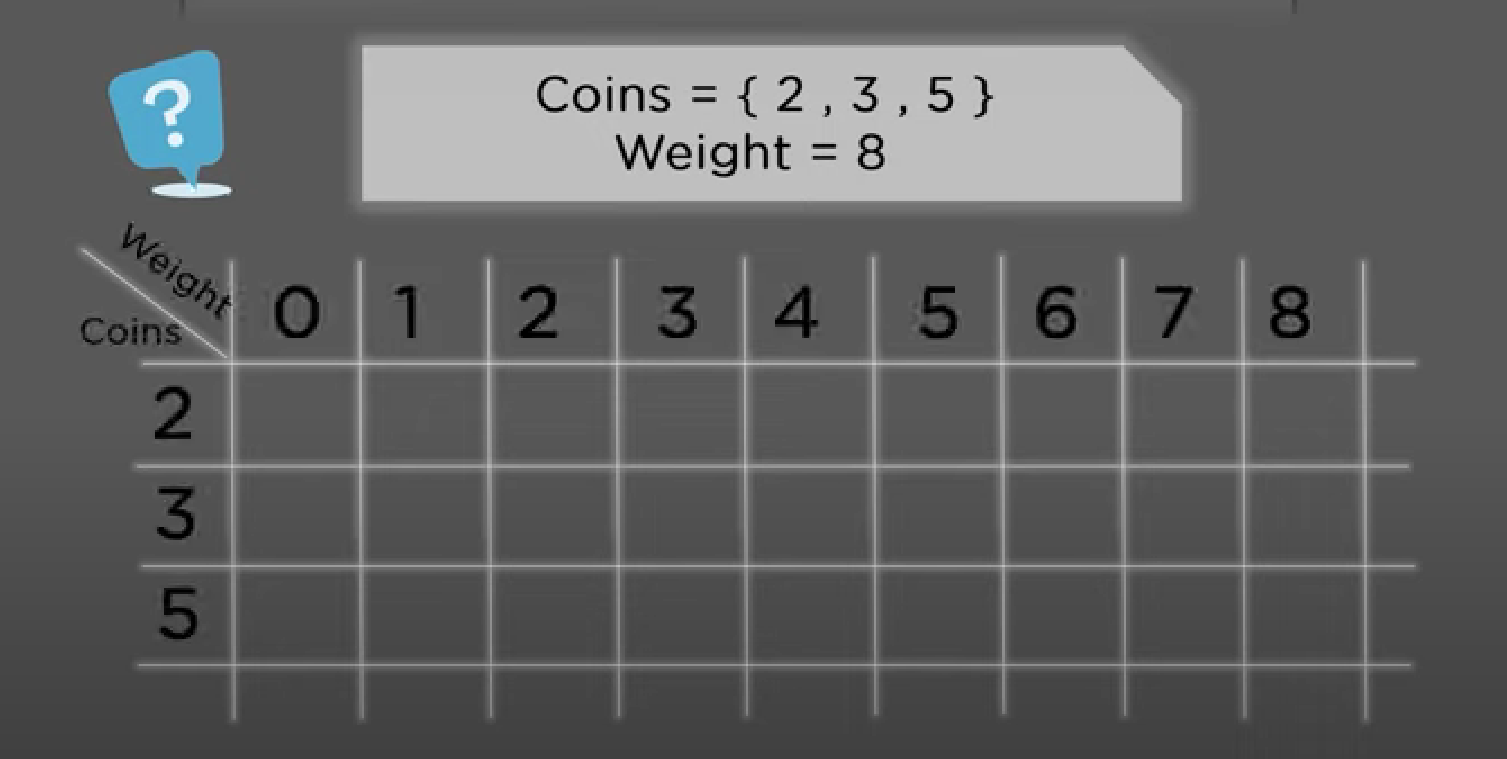 ?
Coins = { 2 , 3 , 5 }
Weight = 8
Weight
Coins
0 1 2 3 4 5 6 7 8
2
3
5